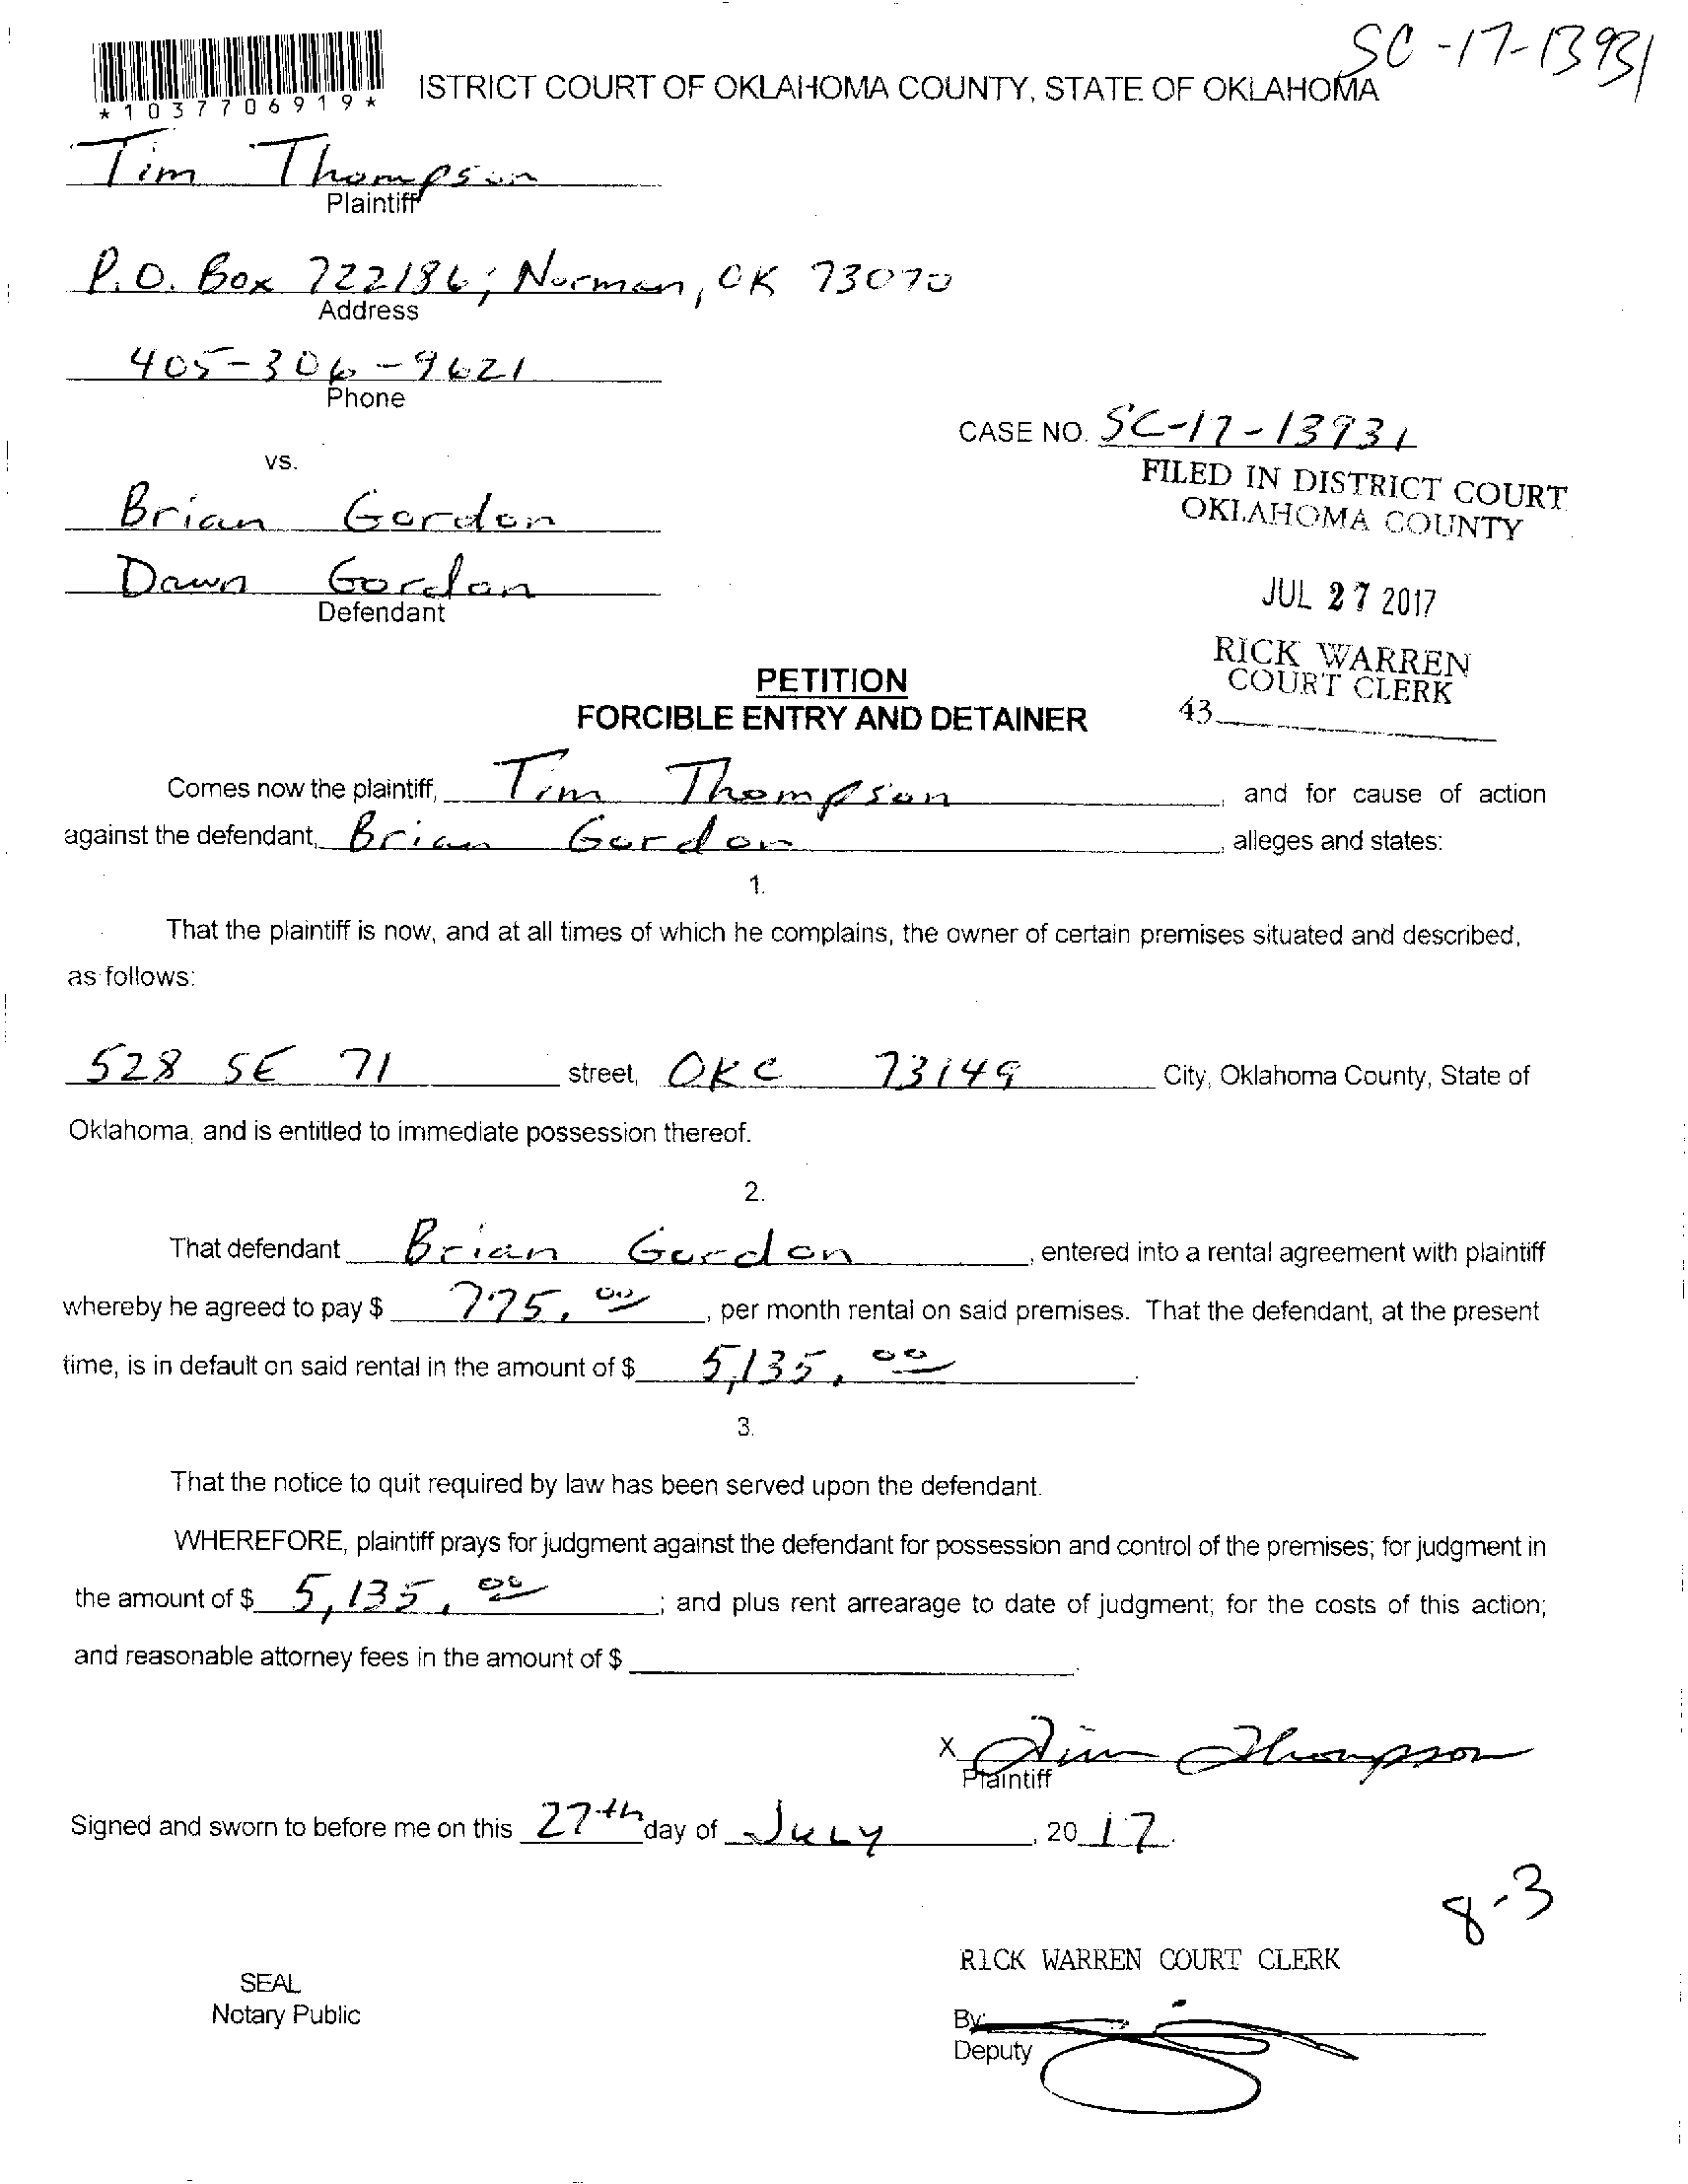 SC-17-13931
*1037706919*
ISTRICT COURT OF OKLAHOMA COUNTY, STATE OF OKLAHOMA
Tim Thompson
Plaintiff
P.O. Box 722186; Norman, OK 73070
Address
405-306-9621
Phone
CASE NO. SC-17-13931
vs.
FILED IN DISTRICT COURT
OKLAHOMA COUNTY
Brian Gordon
Dawn Gordon
Defendant
JUL 27 2017
RICK WARREN
COURT CLERK
43
PETITION
FORCIBLE ENTRY AND DETAINER
Comes now the plaintiff, Tim Thompson, and for cause of action
against the defendant, Brian Gordon, alleges and states:
1.
That the plaintiff is now, and at all times of which he complains, the owner of certain premises situated and described,
as follows:
528 SE 71 street, OKC 73149 City, Oklahoma County, State of
Oklahoma, and is entitled to immediate possession thereof.
2.
That defendant Brian Gordon, entered into a rental agreement with plaintiff
whereby he agreed to pay $ 775.00, per month rental on said premises. That the defendant, at the present
time, is in default on said rental in the amount of $ 5,135.00.
3.
That the notice to quit required by law has been served upon the defendant.
WHEREFORE, plaintiff prays for judgment against the defendant for possession and control of the premises; for judgment in
the amount of $ 5,135.00; and plus rent arrearage to date of judgment; for the costs of this action;
and reasonable attorney fees in the amount of $ .
X Tim Thompson
Plaintiff
Signed and sworn to before me on this 27th day of July, 2017.
8-3
RICK WARREN COURT CLERK
SEAL
Notary Public
By:
Deputy